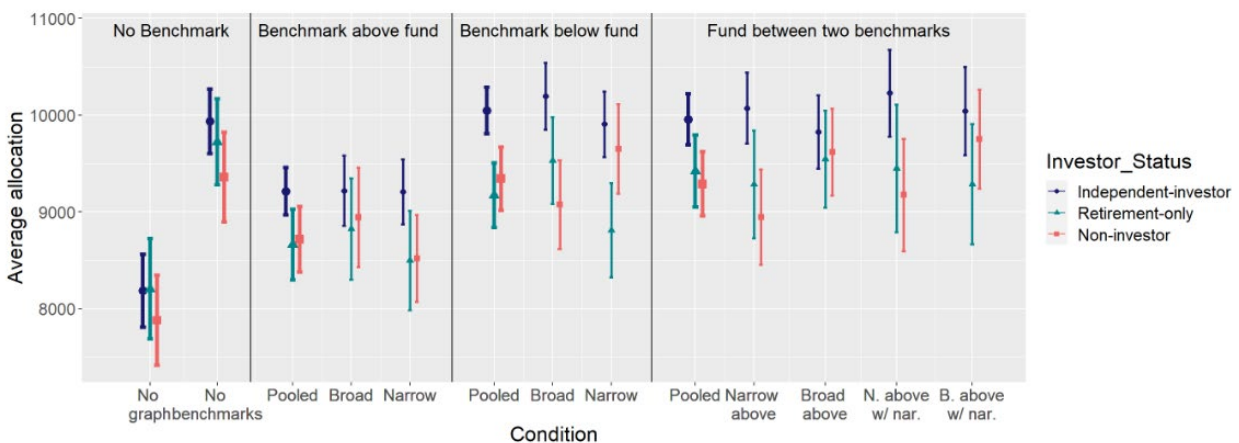 No Benchmark
Benchmark above fund
Benchmark below fund
Fund between two benchmarks
11000
10000
9000
8000
Average allocation
No graph
No benchmarks
Pooled
Broad
Narrow
Pooled
Broad
Narrow
Pooled
Narrow above
Broad above
N. above w/ nar.
B. above w/ nar.
Condition
Investor_Status
Independent-investor
Retirement-only
Non-investor